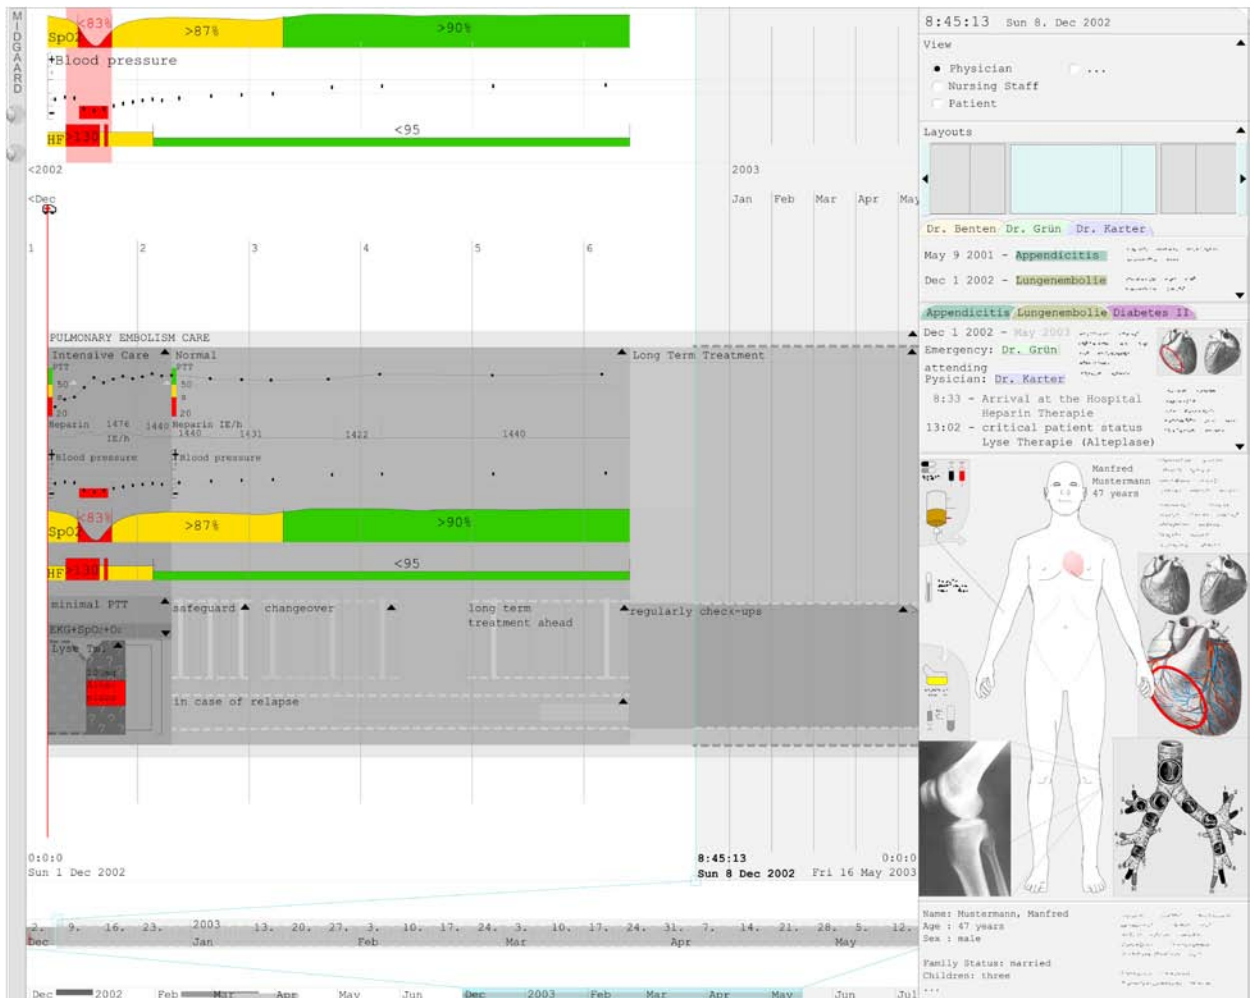 MIDGAARD
<83%
SpO2
>87%
>90%
Blood pressure
HF
>130
<95
<2002
2003
<Dec
Jan Feb Mar Apr May
1 2 3 4 5 6
PULMONARY EMBOLISM CARE
Intensive Care
Normal
Long Term Treatment
PTT
PTT
50
50
20
20
Heparin
1476
IE/h
1440
Heparin IE/h
1440 1431 1422 1440
Blood pressure
Blood pressure
<83%
SpO2
>87%
>90%
HF
>130
<95
minimal PTT
safeguard
changeover
long term
treatment ahead
regularly check-ups
EKG+SpO2+O2
Lyse
in case of relapse
0:0:0
Sun 1 Dec 2002
8:45:13
Sun 8 Dec 2002
0:0:0
Fri 16 May 2003
2. 9. 16. 23. 2003 13. 20. 27. 3. 10. 17. 24. 3. 10. 17. 24. 31. 7. 14. 21. 28. 5. 12.
Dec Jan Feb Mar Apr May
Dec 2002 Feb Mar Apr May Jun Dec 2003 Feb Mar Apr May Jun Jul
8:45:13 Sun 8. Dec 2002
View
Physician
...
Nursing Staff
Patient
Layouts
Dr. Benten Dr. Grün Dr. Karter
May 9 2001 - Appendicitis
Dec 1 2002 - Lungenembolie
Appendicitis Lungenembolie Diabetes II
Dec 1 2002 - May 2003
Emergency: Dr. Grün
attending
Pysician: Dr. Karter
8:33 - Arrival at the Hospital
Heparin Therapie
13:02 - critical patient status
Lyse Therapie (Alteplase)
Manfred
Mustermann
47 years
Name: Mustermann, Manfred
Age : 47 years
Sex : male
Family Status: married
Children: three
...